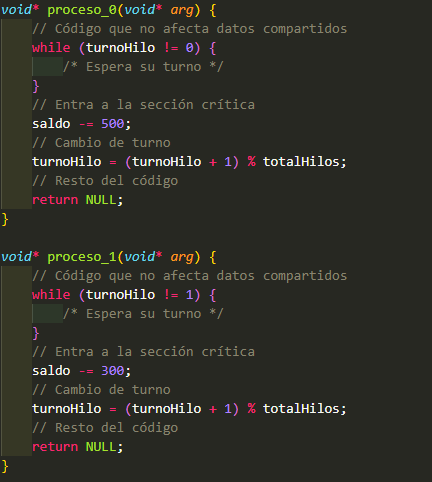 void* proceso_0(void* arg) {
    // Código que no afecta datos compartidos
    while (turnoHilo != 0) {
        /* Espera su turno */
    }
    // Entra a la sección crítica
    saldo -= 500;
    // Cambio de turno
    turnoHilo = (turnoHilo + 1) % totalHilos;
    // Resto del código
    return NULL;
}

void* proceso_1(void* arg) {
    // Código que no afecta datos compartidos
    while (turnoHilo != 1) {
        /* Espera su turno */
    }
    // Entra a la sección crítica
    saldo -= 300;
    // Cambio de turno
    turnoHilo = (turnoHilo + 1) % totalHilos;
    // Resto del código
    return NULL;
}